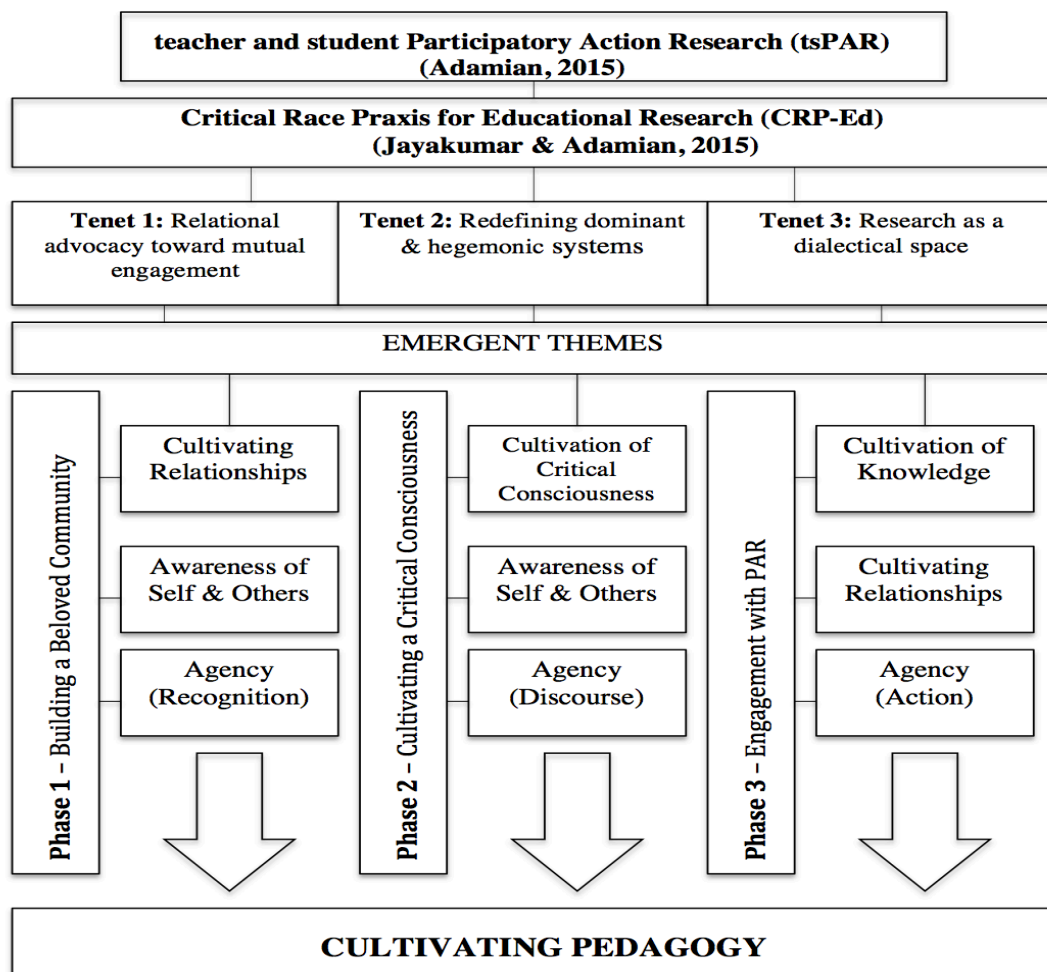 teacher and student Participatory Action Research (tsPAR)
(Adamian, 2015)
Critical Race Praxis for Educational Research (CRP-Ed)
(Jayakumar & Adamian, 2015)
Tenet 1: Relational
advocacy toward mutual
engagement
Tenet 2: Redefining dominant
& hegemonic systems
Tenet 3: Research as a
dialectical space
EMERGENT THEMES
Phase 1 – Building a Beloved Community
Cultivating
Relationships
Awareness of
Self & Others
Agency
(Recognition)
Phase 2 – Cultivating a Critical Consciousness
Cultivation of
Critical
Consciousness
Awareness of
Self & Others
Agency
(Discourse)
Phase 3 – Engagement with PAR
Cultivation of
Knowledge
Cultivating
Relationships
Agency
(Action)
CULTIVATING PEDAGOGY